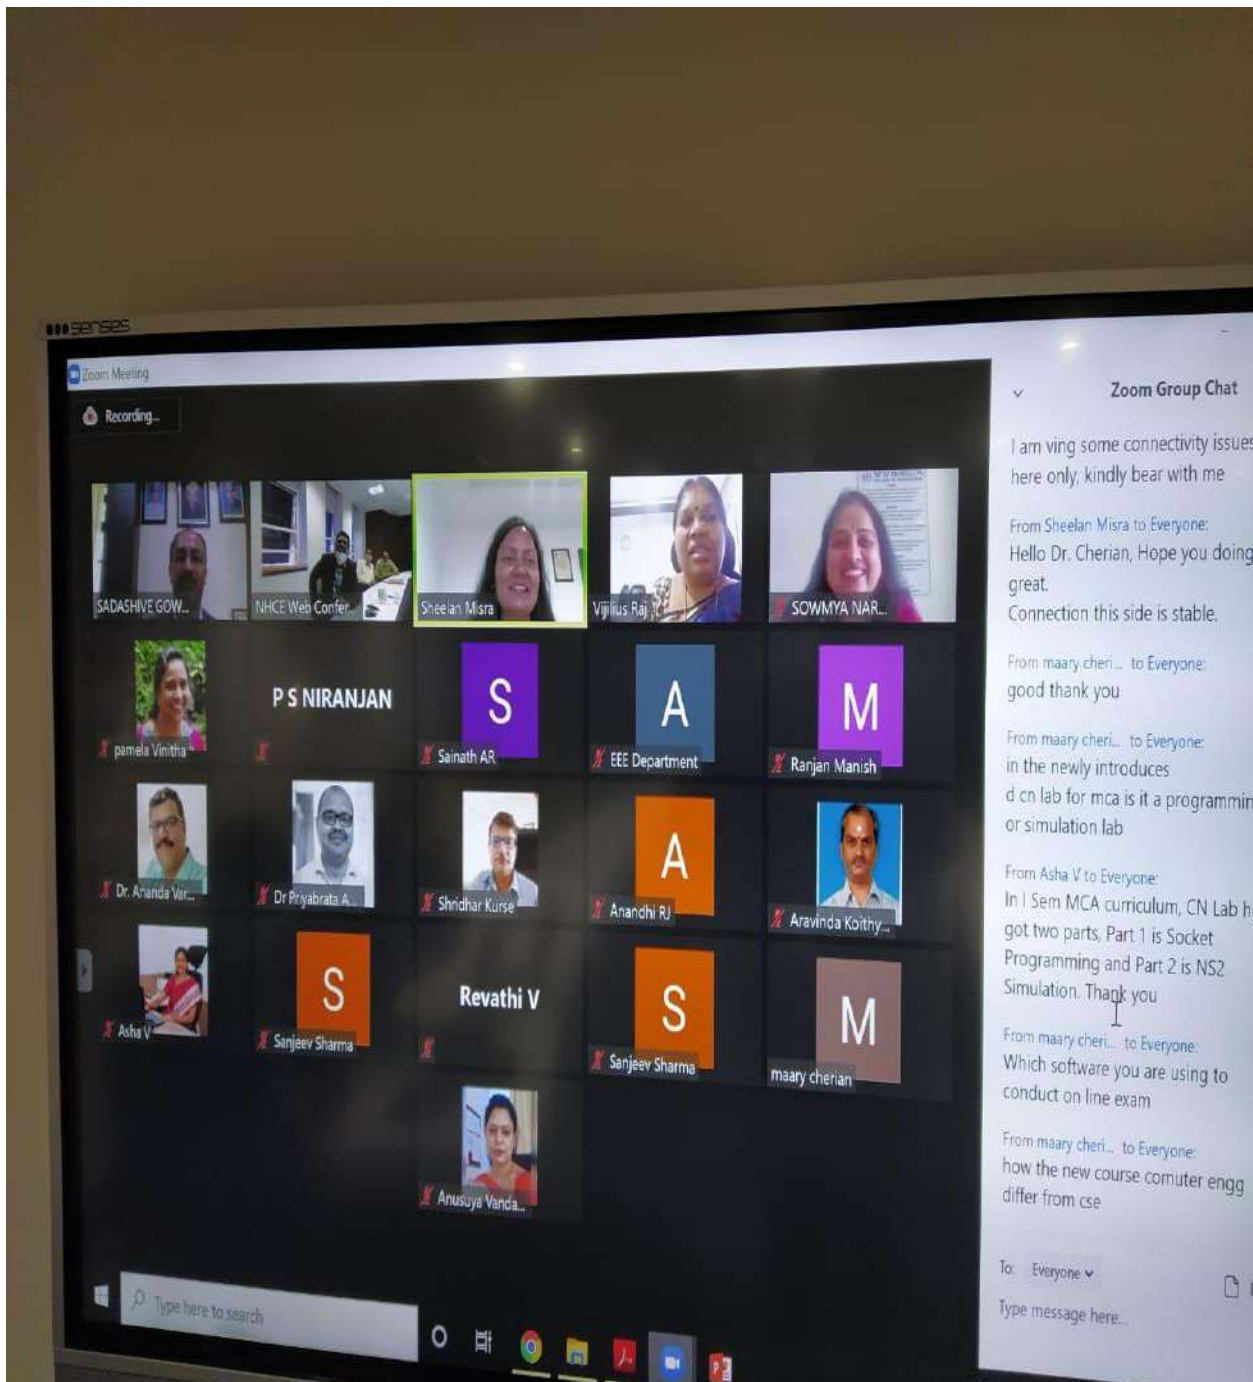 senses
Zoom Meeting
Recording...
SADASHIVE GOW...
NHCE Web Confer...
Sheelan Misra
Vijilius Raj
SOWMYA NAR...
pamela Vinitha
P S NIRANJAN
S
Sainath AR
A
EEE Department
M
Ranjan Manish
Dr. Ananda Var...
Dr Priyabrata A...
Shridhar Kurse
A
Anandhi RJ
Aravinda Koithy...
Asha V
S
Sanjeev Sharma
Revathi V
S
Sanjeev Sharma
M
maary cherian
Anusuya Vanda...
Type here to search
Zoom Group Chat
I am ving some connectivity issues
here only, kindly bear with me
From Sheelan Misra to Everyone:
Hello Dr. Cherian, Hope you doing
great.
Connection this side is stable.
From maary cheri... to Everyone:
good thank you
From maary cheri... to Everyone:
in the newly introduces
d cn lab for mca is it a programmin
or simulation lab
From Asha V to Everyone:
In I Sem MCA curriculum, CN Lab h
got two parts, Part 1 is Socket
Programming and Part 2 is NS2
Simulation. Thank you
From maary cheri... to Everyone:
Which software you are using to
conduct on line exam
From maary cheri... to Everyone:
how the new course comuter engg
differ from cse
To: Everyone
Type message here...